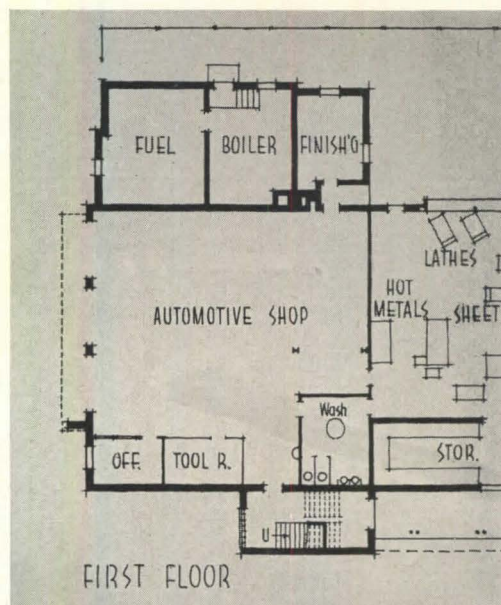 FUEL
BOILER
FINISH'G
LATHES
HOT
METALS
SHEET
AUTOMOTIVE SHOP
Wash
OFF.
TOOL R.
STOR.
U
FIRST FLOOR